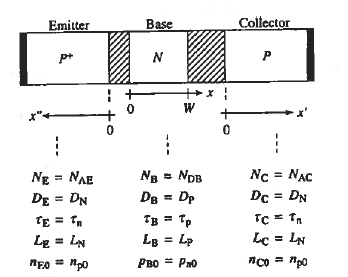 Emitter Base Collector
P+ N P
x" 0 0 W x 0 x'
N_E = N_AE N_B = N_DB N_C = N_AC
D_E = D_N D_B = D_P D_C = D_N
τ_E = τ_n τ_B = τ_p τ_C = τ_n
L_E = L_N L_B = L_P L_C = L_N
n_E0 = n_p0 p_B0 = p_n0 n_C0 = n_p0